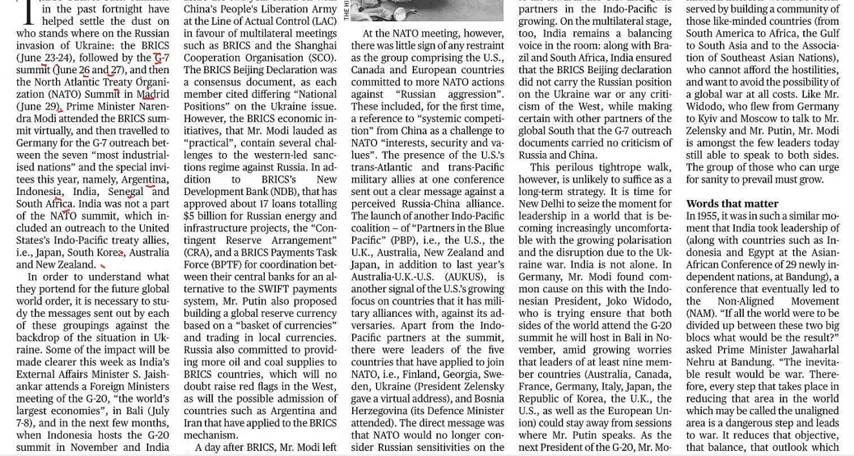 in the past fortnight have
helped settle the dust on
who stands where on the Russian
invasion of Ukraine: the BRICS
(June 23-24), followed by the G-7
summit (June 26 and 27), and then
the North Atlantic Treaty Organi-
zation (NATO) Summit in Madrid
(June 29). Prime Minister Naren-
dra Modi attended the BRICS sum-
mit virtually, and then travelled to
Germany for the G-7 outreach bet-
ween the seven "most industrial-
ised nations" and the special invi-
tees this year, namely, Argentina,
Indonesia, India, Senegal and
South Africa. India was not a part
of the NATO summit, which in-
cluded an outreach to the United
States's Indo-Pacific treaty allies,
i.e., Japan, South Korea, Australia
and New Zealand.
In order to understand what
they portend for the future global
world order, it is necessary to stu-
dy the messages sent out by each
of these groupings against the
backdrop of the situation in Uk-
raine. Some of the impact will be
made clearer this week as India's
External Affairs Minister S. Jaish-
ankar attends a Foreign Ministers
meeting of the G-20, "the world's
largest economies", in Bali (July
7-8), and in the next few months,
when Indonesia hosts the G-20
summit in November and India
China's People's Liberation Army
at the Line of Actual Control (LAC)
in favour of multilateral meetings
such as BRICS and the Shanghai
Cooperation Organisation (SCO).
The BRICS Beijing Declaration was
a consensus document, as each
member cited differing "National
Positions" on the Ukraine issue.
However, the BRICS economic in-
itiatives, that Mr. Modi lauded as
"practical", contain several chal-
lenges to the western-led sanc-
tions regime against Russia. In ad-
dition to BRICS's New
Development Bank (NDB), that has
approved about 17 loans totalling
$5 billion for Russian energy and
infrastructure projects, the "Con-
tingent Reserve Arrangement"
(CRA), and a BRICS Payments Task
Force (BPTF) for coordination bet-
ween their central banks for an al-
ternative to the SWIFT payments
system, Mr. Putin also proposed
building a global reserve currency
based on a "basket of currencies"
and trading in local currencies.
Russia also committed to provid-
ing more oil and coal supplies to
BRICS countries, which will no
doubt raise red flags in the West,
as will the possible admission of
countries such as Argentina and
Iran that have applied to the BRICS
mechanism.
A day after BRICS, Mr. Modi left
At the NATO meeting, however,
there was little sign of any restraint
as the group comprising the U.S.,
Canada and European countries
committed to more NATO actions
against "Russian aggression".
These included, for the first time,
a reference to "systemic competi-
tion" from China as a challenge to
NATO "interests, security and va-
lues". The presence of the U.S.'s
trans-Atlantic and trans-Pacific
military allies at one conference
sent out a clear message against a
perceived Russia-China alliance.
The launch of another Indo-Pacific
coalition – of "Partners in the Blue
Pacific" (PBP), i.e., the U.S., the
U.K., Australia, New Zealand and
Japan, in addition to last year's
Australia-U.K.-U.S. (AUKUS), is
another signal of the U.S.'s growing
focus on countries that it has mili-
tary alliances with, against its ad-
versaries. Apart from the Indo-
Pacific partners at the summit,
there were leaders of the five
countries that have applied to join
NATO, i.e., Finland, Georgia, Swe-
den, Ukraine (President Zelensky
gave a virtual address), and Bosnia
Herzegovina (its Defence Minister
attended). The direct message was
that NATO would no longer con-
sider Russian sensitivities on the
partners in the Indo-Pacific is
growing. On the multilateral stage,
too, India remains a balancing
voice in the room: along with Bra-
zil and South Africa, India ensured
that the BRICS Beijing declaration
did not carry the Russian position
on the Ukraine war or any criti-
cism of the West, while making
certain with other partners of the
global South that the G-7 outreach
documents carried no criticism of
Russia and China.
This perilous tightrope walk,
however, is unlikely to suffice as a
long-term strategy. It is time for
New Delhi to seize the moment for
leadership in a world that is be-
coming increasingly uncomforta-
ble with the growing polarisation
and the disruption due to the Uk-
raine war. India is not alone. In
Germany, Mr. Modi found com-
mon cause on this with the Indo-
nesian President, Joko Widodo,
who is trying ensure that both
sides of the world attend the G-20
summit he will host in Bali in No-
vember, amid growing worries
that leaders of at least nine mem-
ber countries (Australia, Canada,
France, Germany, Italy, Japan, the
Republic of Korea, the U.K., the
U.S., as well as the European Un-
ion) could stay away from sessions
where Mr. Putin speaks. As the
next President of the G-20, Mr. Mo-
served by building a community of
those like-minded countries (from
South America to Africa, the Gulf
to South Asia and to the Associa-
tion of Southeast Asian Nations),
who cannot afford the hostilities,
and want to avoid the possibility of
a global war at all costs. Like Mr.
Widodo, who flew from Germany
to Kyiv and Moscow to talk to Mr.
Zelensky and Mr. Putin, Mr. Modi
is amongst the few leaders today
still able to speak to both sides.
The group of those who can urge
for sanity to prevail must grow.
Words that matter
In 1955, it was in such a similar mo-
ment that India took leadership of
(along with countries such as In-
donesia and Egypt at the Asian-
African Conference of 29 newly in-
dependent nations, at Bandung), a
conference that eventually led to
the Non-Aligned Movement
(NAM). "If all the world were to be
divided up between these two big
blocs what would be the result?"
asked Prime Minister Jawaharlal
Nehru at Bandung. "The inevita-
ble result would be war. There-
fore, every step that takes place in
reducing that area in the world
which may be called the unaligned
area is a dangerous step and leads
to war. It reduces that objective,
that balance, that outlook which